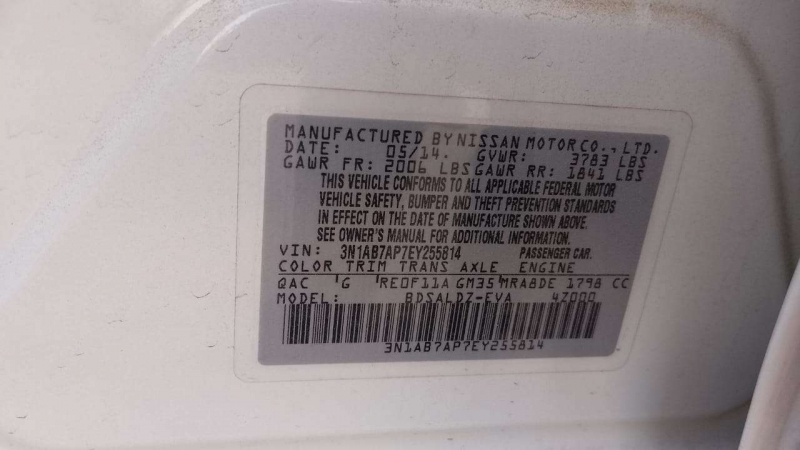 MANUFACTURED BY NISSAN MOTOR CO., LTD.
DATE: 05/14. GVWR: 3783 LBS
GAWR FR: 2006 LBS GAWR RR: 1841 LBS
THIS VEHICLE CONFORMS TO ALL APPLICABLE FEDERAL MOTOR
VEHICLE SAFETY, BUMPER AND THEFT PREVENTION STANDARDS
IN EFFECT ON THE DATE OF MANUFACTURE SHOWN ABOVE.
SEE OWNER'S MANUAL FOR ADDITIONAL INFORMATION.
VIN: 3N1AB7AP7EY255814 PASSENGER CAR.
COLOR TRIM TRANS AXLE ENGINE
QAC G RE0F11A GM35 MRA8DE 1798 CC
MODEL: BDSALDZ-EVA 4Z000
3N1AB7AP7EY255814